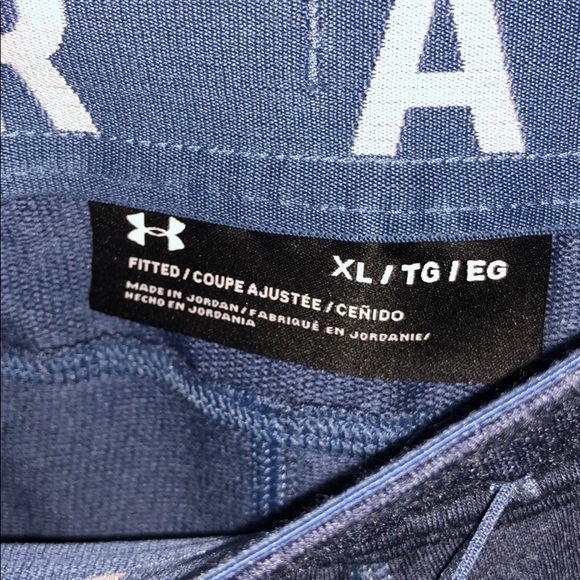 R A
XL / TG / EG
FITTED / COUPE AJUSTÉE / CEÑIDO
MADE IN JORDAN / FABRIQUÉ EN JORDANIE /
HECHO EN JORDANIA